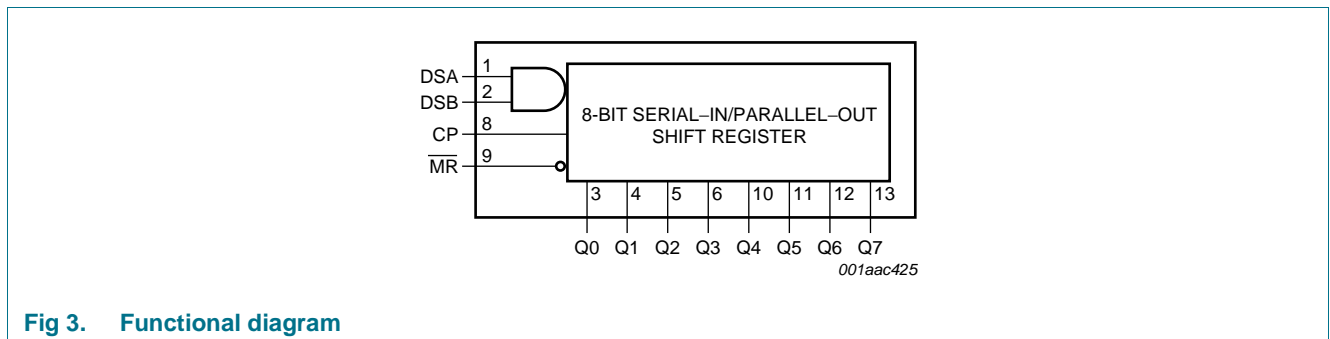 DSA 1
DSB 2
CP 8
MR 9
8-BIT SERIAL–IN/PARALLEL–OUT
SHIFT REGISTER
3 4 5 6 10 11 12 13
Q0 Q1 Q2 Q3 Q4 Q5 Q6 Q7
001aac425
Fig 3. Functional diagram